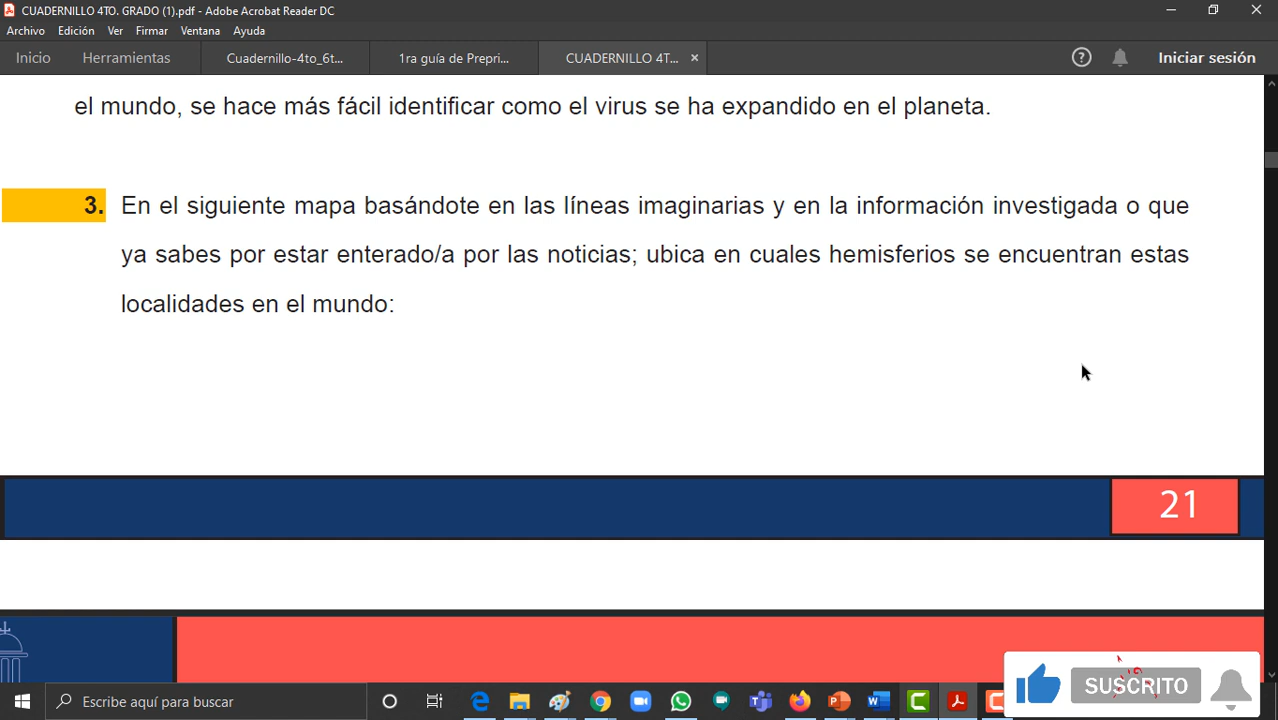 CUADERNILLO 4TO. GRADO (1).pdf - Adobe Acrobat Reader DC
Archivo Edición Ver Firmar Ventana Ayuda
Inicio Herramientas Cuadernillo-4to_6t... 1ra guía de Prepri... CUADERNILLO 4T... × Iniciar sesión
el mundo, se hace más fácil identificar como el virus se ha expandido en el planeta.
3. En el siguiente mapa basándote en las líneas imaginarias y en la información investigada o que
ya sabes por estar enterado/a por las noticias; ubica en cuales hemisferios se encuentran estas
localidades en el mundo:
21
SUSCRITO
Escribe aquí para buscar